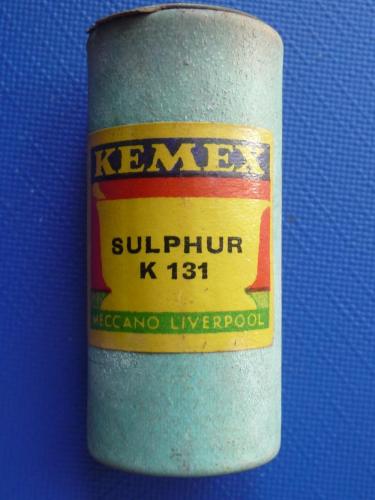 KEMEX
SULPHUR
K 131
MECCANO LIVERPOOL